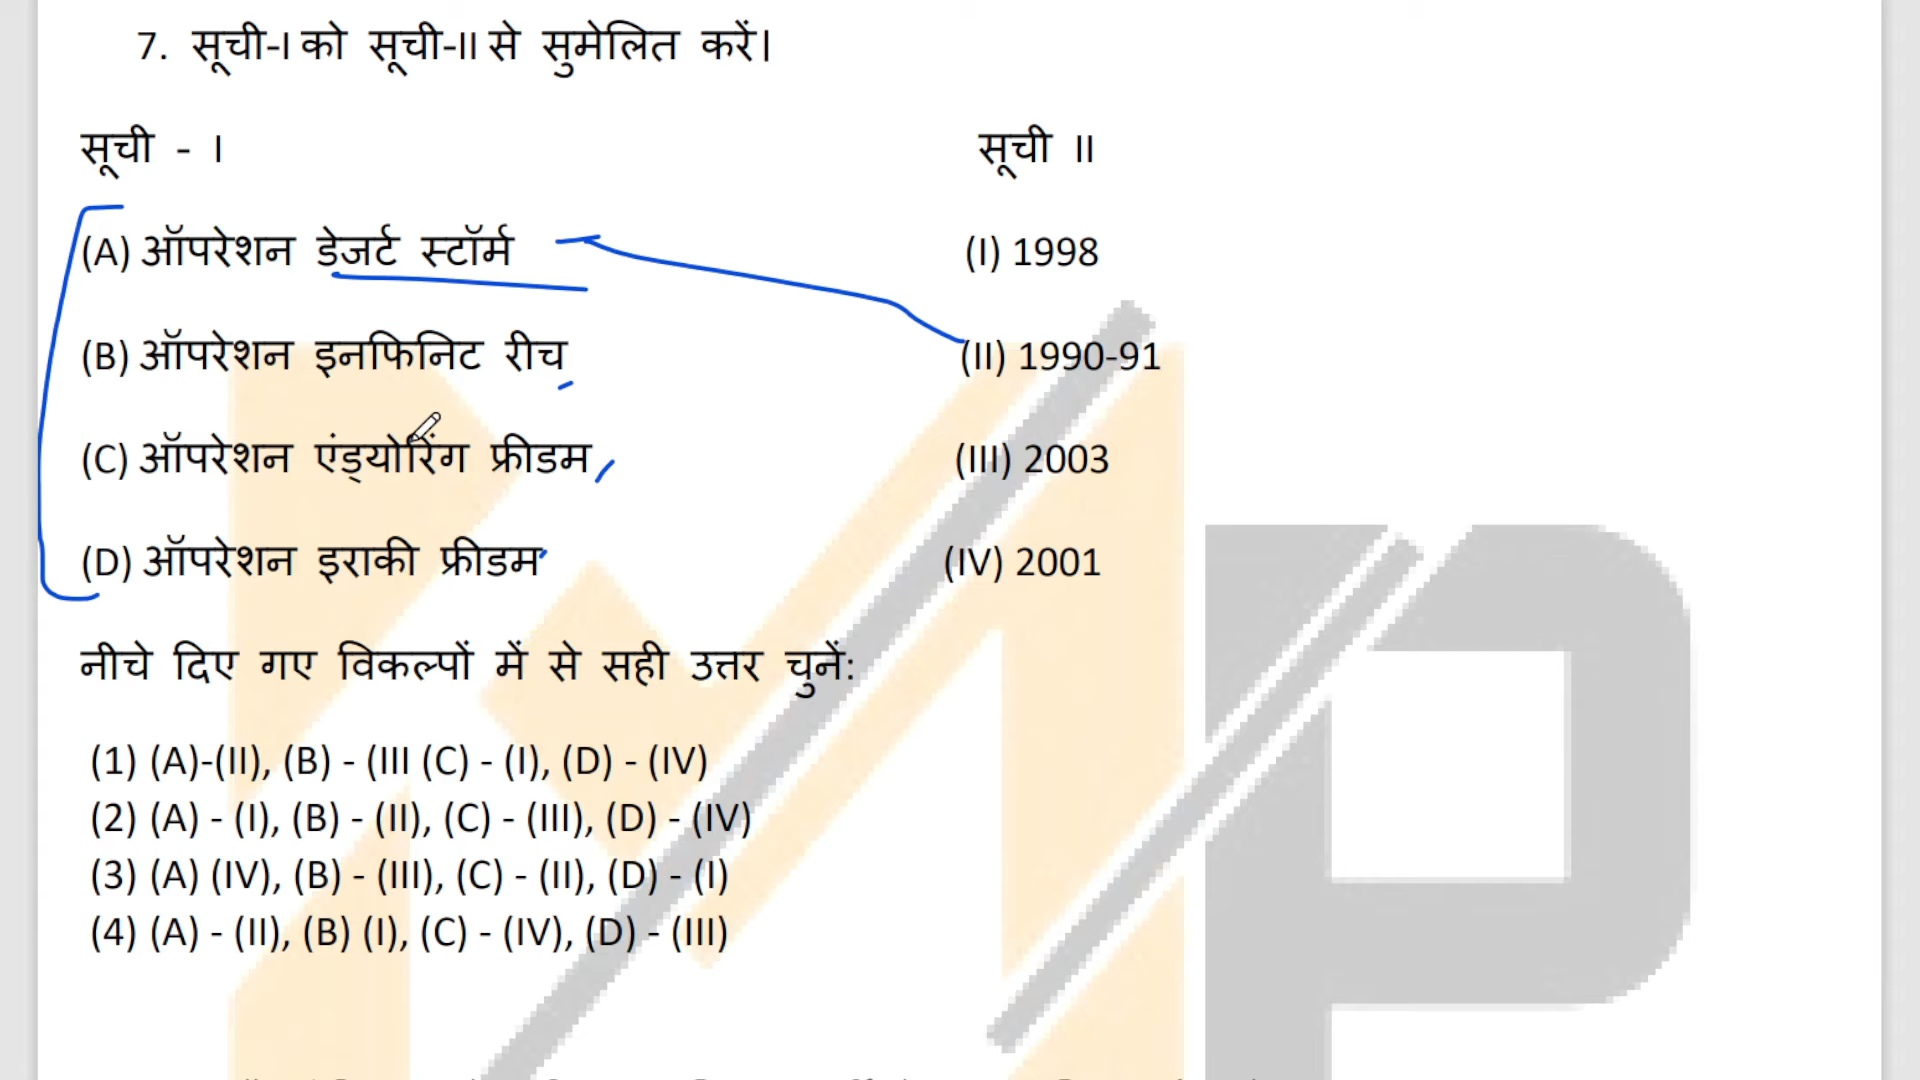 7. सूची-I को सूची-II से सुमेलित करें।
सूची - I
सूची II
(A) ऑपरेशन डेजर्ट स्टॉर्म
(I) 1998
(B) ऑपरेशन इनफिनिट रीच
(II) 1990-91
(C) ऑपरेशन एंड्योरिंग फ्रीडम
(III) 2003
(D) ऑपरेशन इराकी फ्रीडम
(IV) 2001
नीचे दिए गए विकल्पों में से सही उत्तर चुनें:
(1) (A)-(II), (B) - (III (C) - (I), (D) - (IV)
(2) (A) - (I), (B) - (II), (C) - (III), (D) - (IV)
(3) (A) (IV), (B) - (III), (C) - (II), (D) - (I)
(4) (A) - (II), (B) (I), (C) - (IV), (D) - (III)